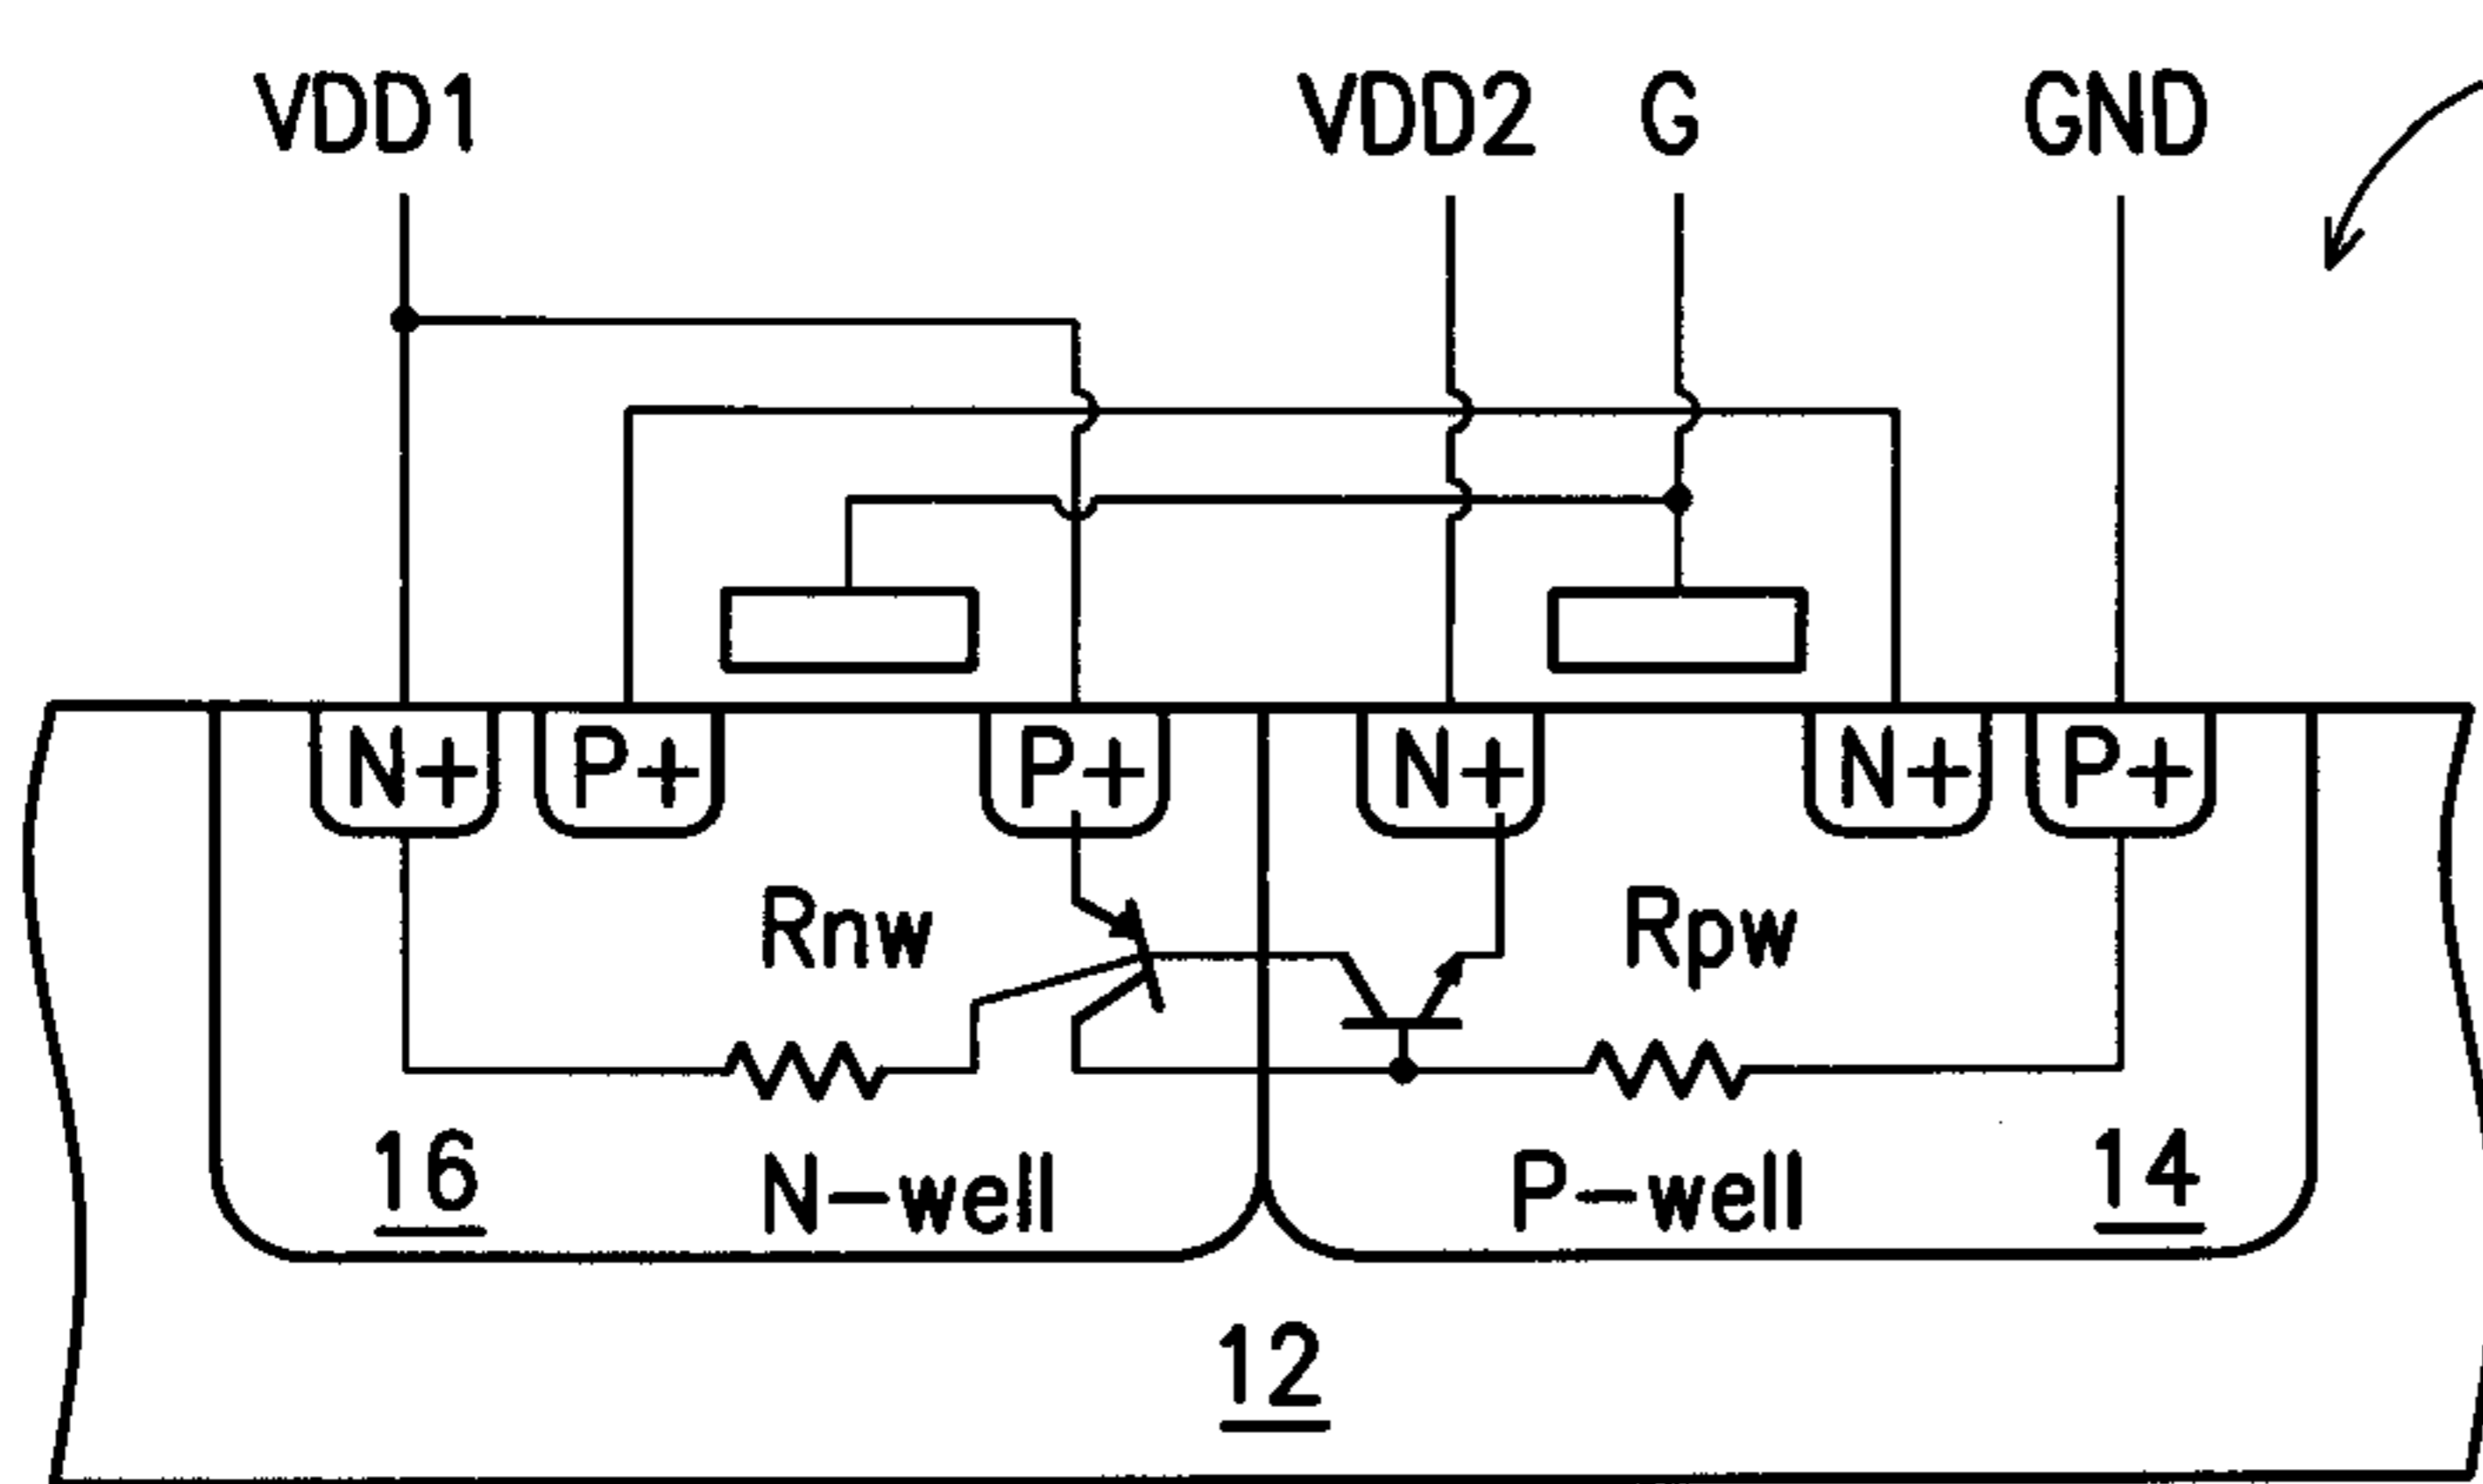 VDD1 VDD2 G GND
N+ P+ P+ N+ N+ P+
Rnw Rpw
16 N-well P-well 14
12